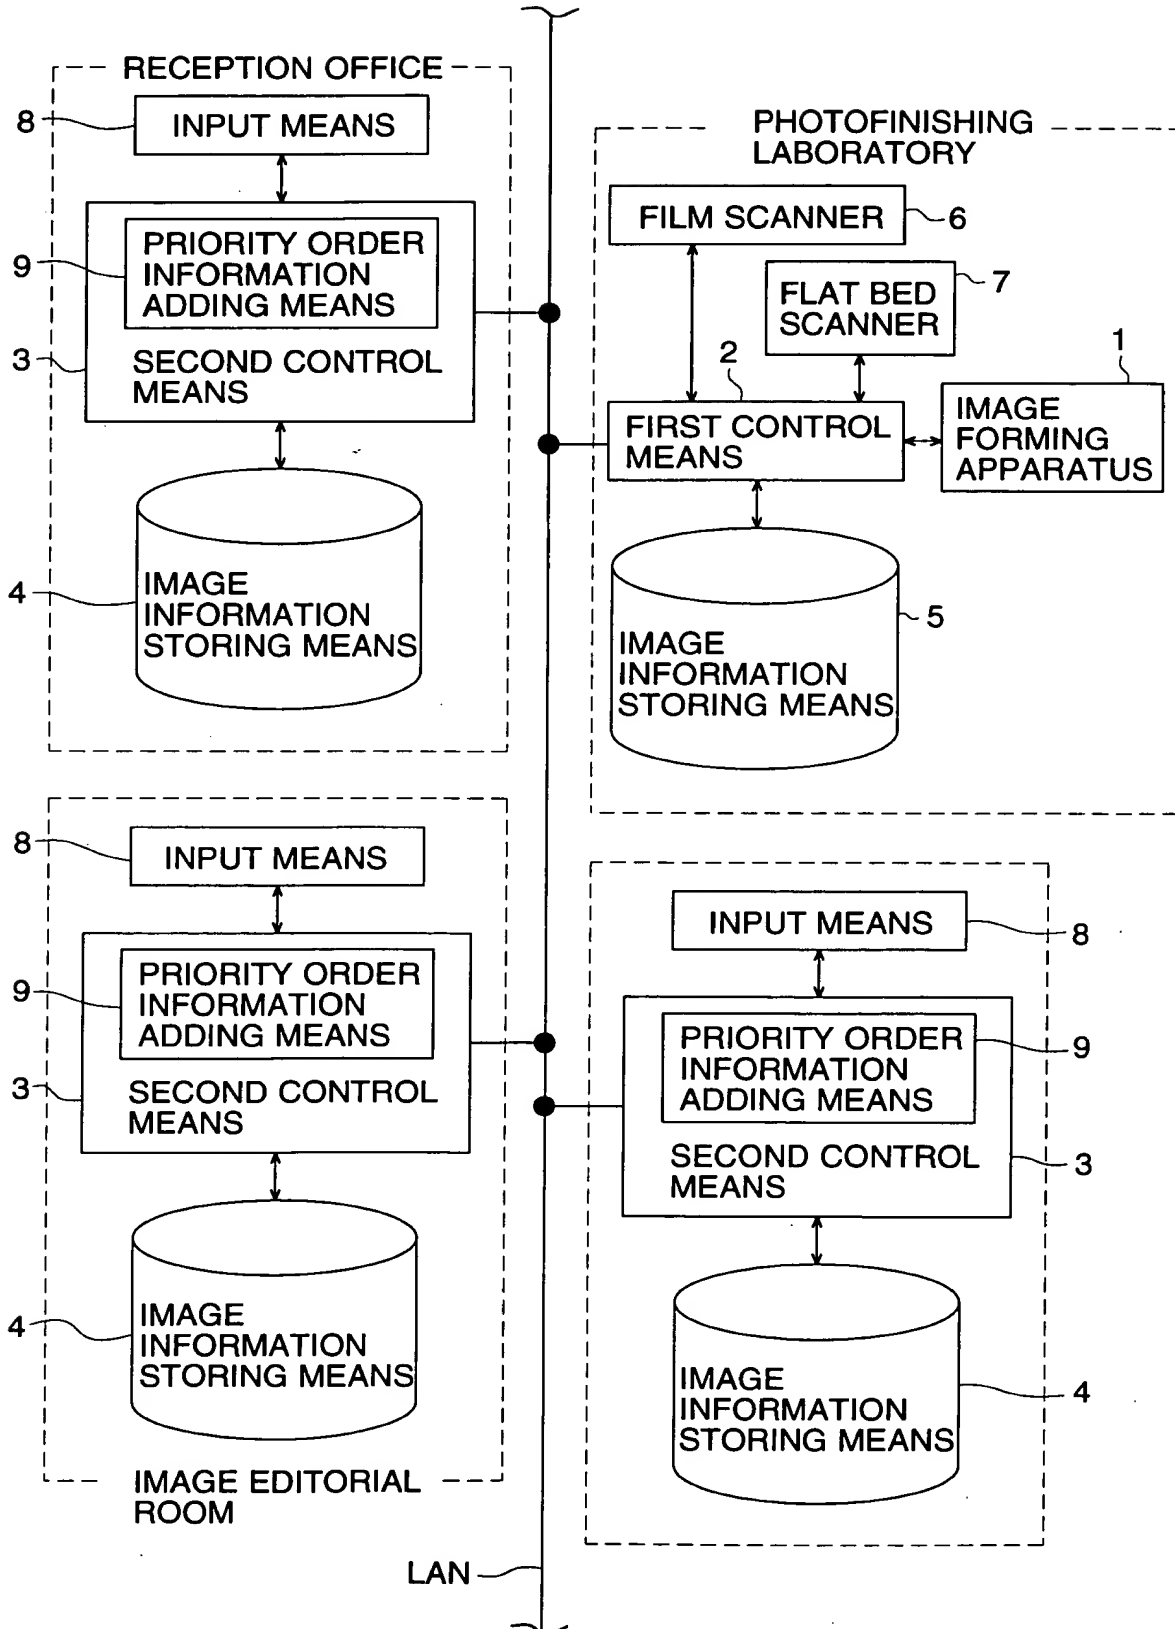 RECEPTION OFFICE
8
INPUT MEANS
9
PRIORITY ORDER
INFORMATION
ADDING MEANS
3
SECOND CONTROL
MEANS
4
IMAGE
INFORMATION
STORING MEANS
PHOTOFINISHING
LABORATORY
FILM SCANNER
6
7
FLAT BED
SCANNER
2
1
FIRST CONTROL
MEANS
IMAGE
FORMING
APPARATUS
5
IMAGE
INFORMATION
STORING MEANS
8
INPUT MEANS
9
PRIORITY ORDER
INFORMATION
ADDING MEANS
3
SECOND CONTROL
MEANS
4
IMAGE
INFORMATION
STORING MEANS
IMAGE EDITORIAL
ROOM
INPUT MEANS
8
PRIORITY ORDER
INFORMATION
ADDING MEANS
9
SECOND CONTROL
MEANS
3
IMAGE
INFORMATION
STORING MEANS
4
LAN